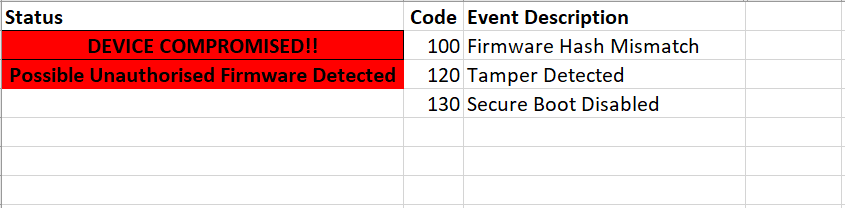 Status Code Event Description
DEVICE COMPROMISED!! 100 Firmware Hash Mismatch
Possible Unauthorised Firmware Detected 120 Tamper Detected
130 Secure Boot Disabled